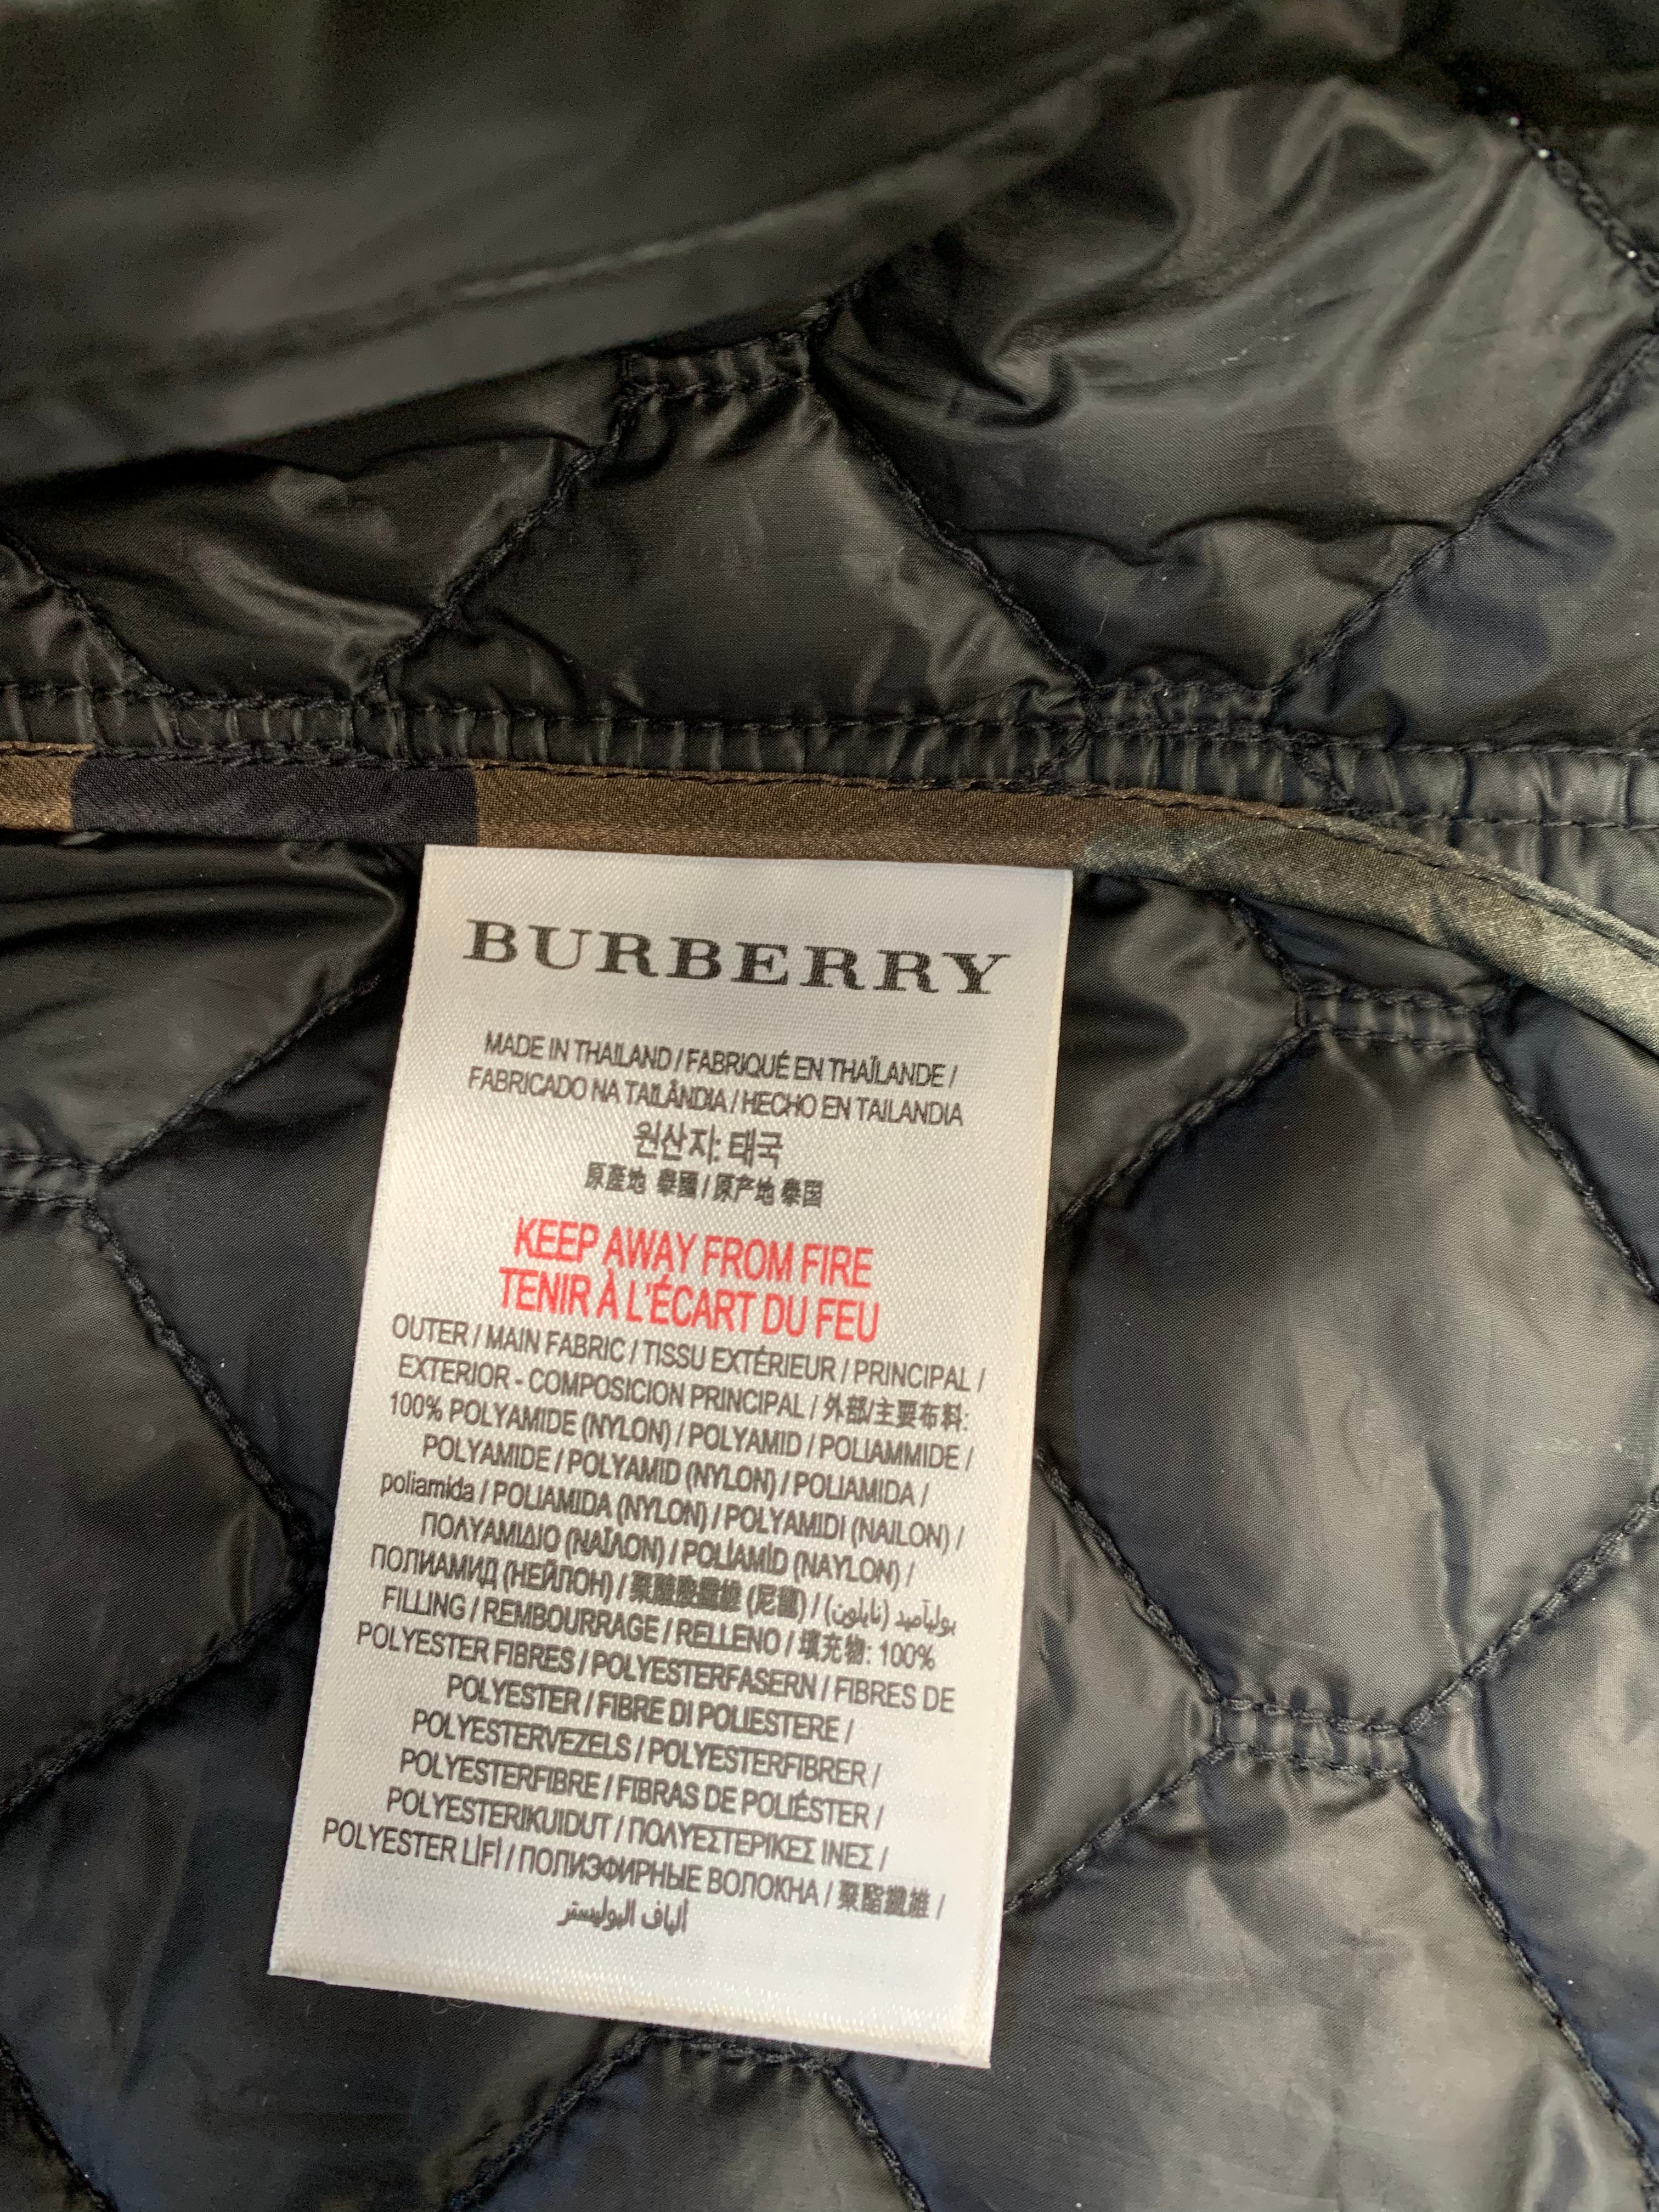 BURBERRY
MADE IN THAILAND / FABRIQUÉ EN THAÏLANDE /
FABRICADO NA TAILÂNDIA / HECHO EN TAILANDIA
원산지: 태국
原產地 泰國 / 原产地 泰国
KEEP AWAY FROM FIRE
TENIR À L'ÉCART DU FEU
OUTER / MAIN FABRIC / TISSU EXTÉRIEUR / PRINCIPAL /
EXTERIOR - COMPOSICION PRINCIPAL / 外部/主要布料:
100% POLYAMIDE (NYLON) / POLYAMID / POLIAMMIDE /
POLYAMIDE / POLYAMID (NYLON) / POLIAMIDA /
poliamida / POLIAMIDA (NYLON) / POLYAMIDI (NAILON) /
ΠΟΛΥΑΜΙΔΙΟ (ΝΑΪΛΟΝ) / POLİAMİD (NAYLON) /
ПОЛИАМИД (НЕЙЛОН) / 聚醯胺纖維 (尼龍) / بولياميد (نايلون)
FILLING / REMBOURRAGE / RELLENO / 填充物: 100%
POLYESTER FIBRES / POLYESTERFASERN / FIBRES DE
POLYESTER / FIBRE DI POLIESTERE /
POLYESTERVEZELS / POLYESTERFIBRER /
POLYESTERFIBRE / FIBRAS DE POLIÉSTER /
POLYESTERIKUIDUT / ΠΟΛΥΕΣΤΕΡΙΚΕΣ ΙΝΕΣ /
POLYESTER LİFİ / ПОЛИЭФИРНЫЕ ВОЛОКНА / 聚酯纖維 /
ألياف البوليستر